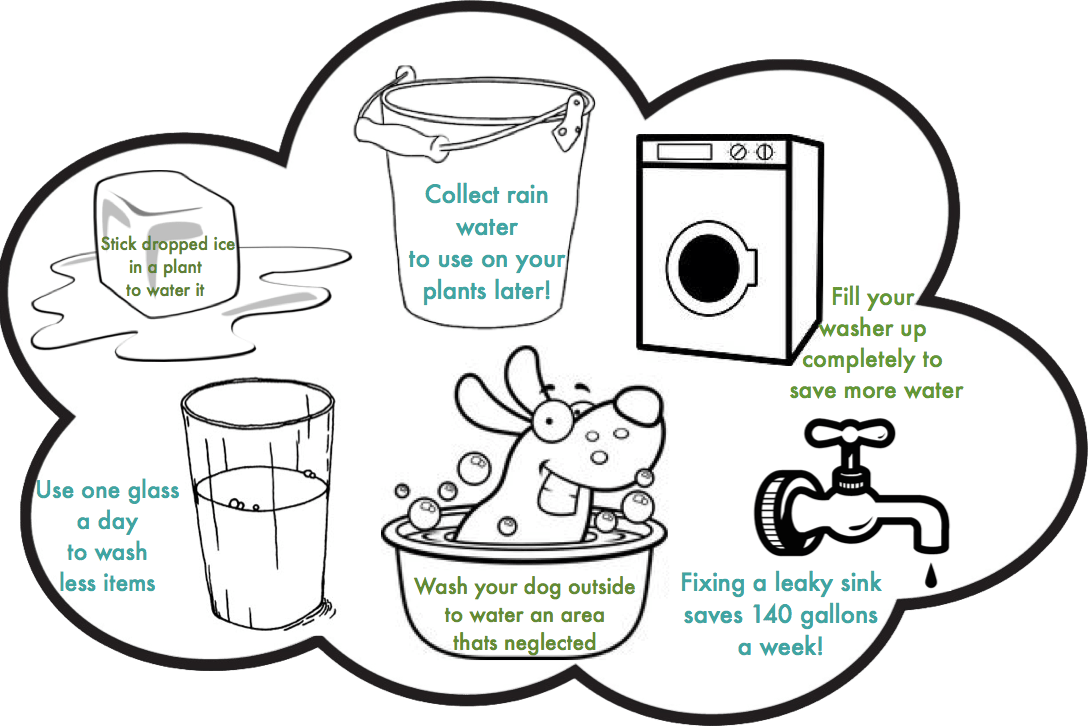 Collect rain
water
to use on your
plants later!
Stick dropped ice
in a plant
to water it
Fill your
washer up
completely to
save more water
Use one glass
a day
to wash
less items
Wash your dog outside
to water an area
thats neglected
Fixing a leaky sink
saves 140 gallons
a week!